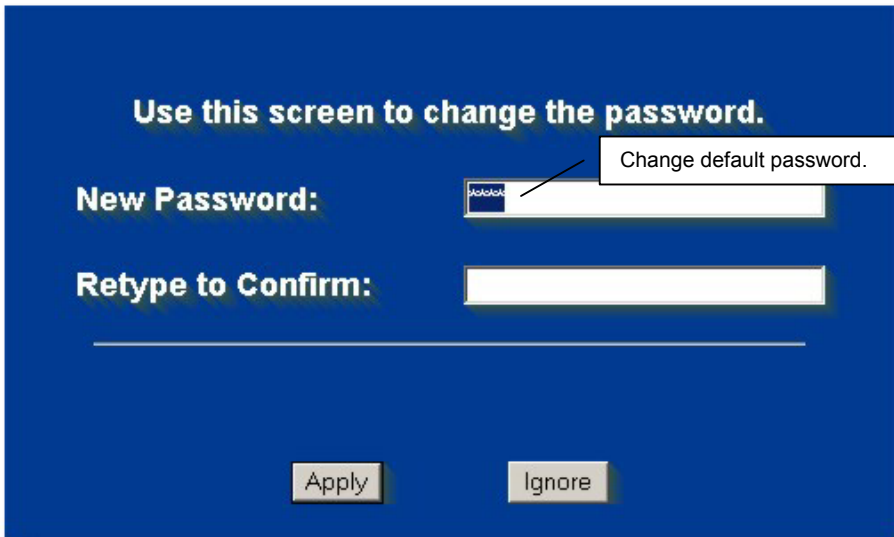 Use this screen to change the password.
Change default password.
New Password:
Retype to Confirm:
Apply
Ignore